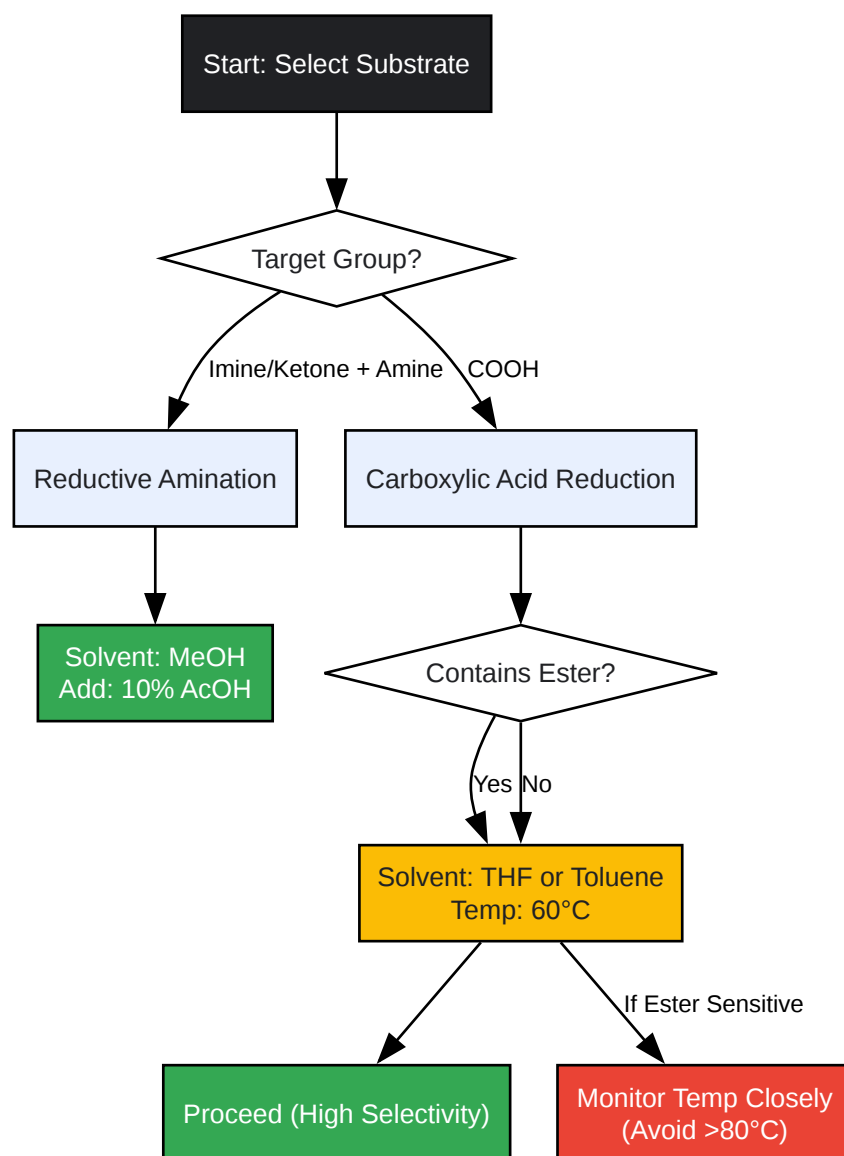 Start: Select Substrate
Target Group?
Imine/Ketone + Amine
COOH
Reductive Amination
Carboxylic Acid Reduction
Solvent: MeOH
Add: 10% AcOH
Contains Ester?
Yes
No
Solvent: THF or Toluene
Temp: 60°C
If Ester Sensitive
Proceed (High Selectivity)
Monitor Temp Closely
(Avoid >80°C)